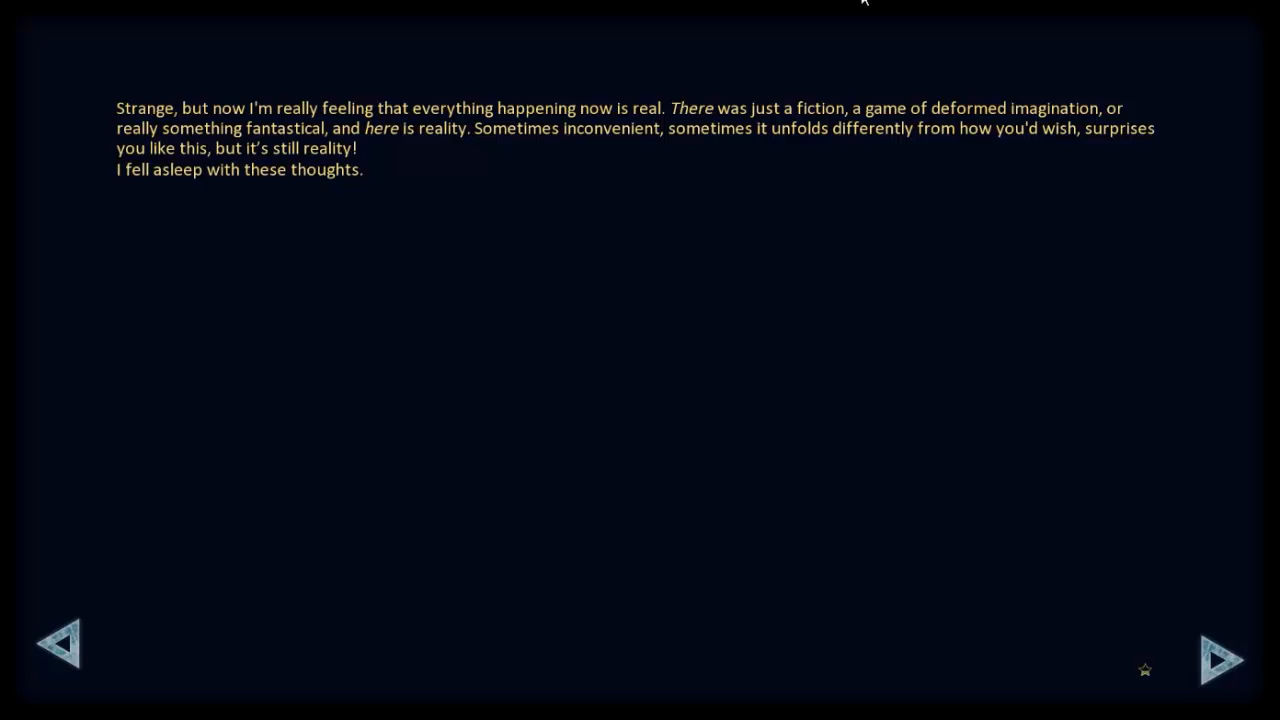 Strange, but now I'm really feeling that everything happening now is real. There was just a fiction, a game of deformed imagination, or
really something fantastical, and here is reality. Sometimes inconvenient, sometimes it unfolds differently from how you'd wish, surprises
you like this, but it’s still reality!
I fell asleep with these thoughts.